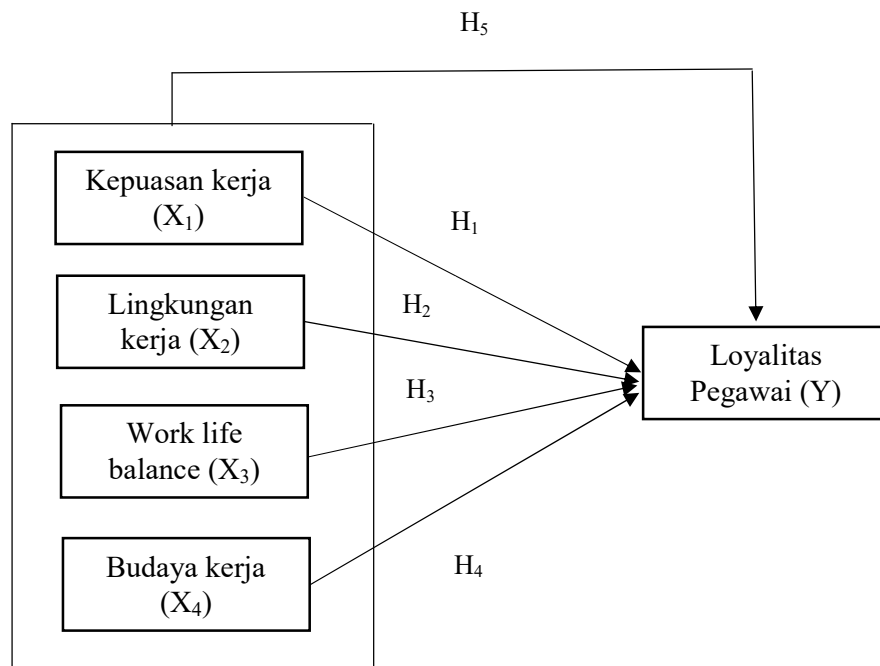 H₅
Kepuasan kerja
(X₁)
H₁
Lingkungan
kerja (X₂)
H₂
Loyalitas
Pegawai (Y)
H₃
Work life
balance (X₃)
Budaya kerja
(X₄)
H₄